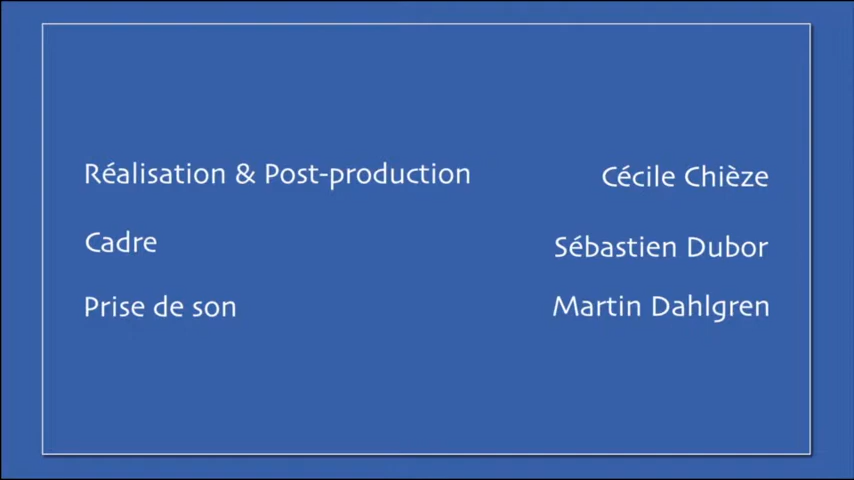 Réalisation & Post-production Cécile Chièze
Cadre Sébastien Dubor
Prise de son Martin Dahlgren